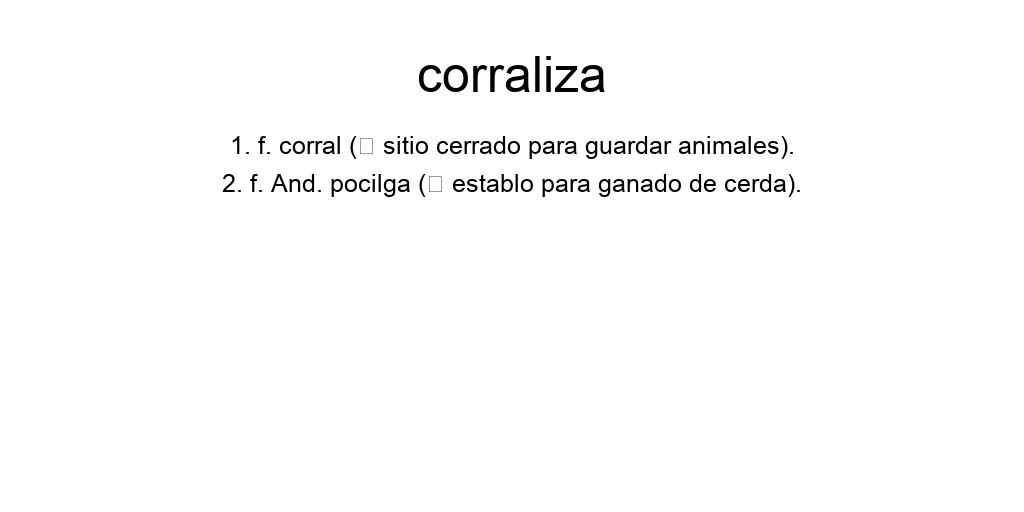 corraliza
1. f. corral (□ sitio cerrado para guardar animales).
2. f. And. pocilga (□ establo para ganado de cerda).